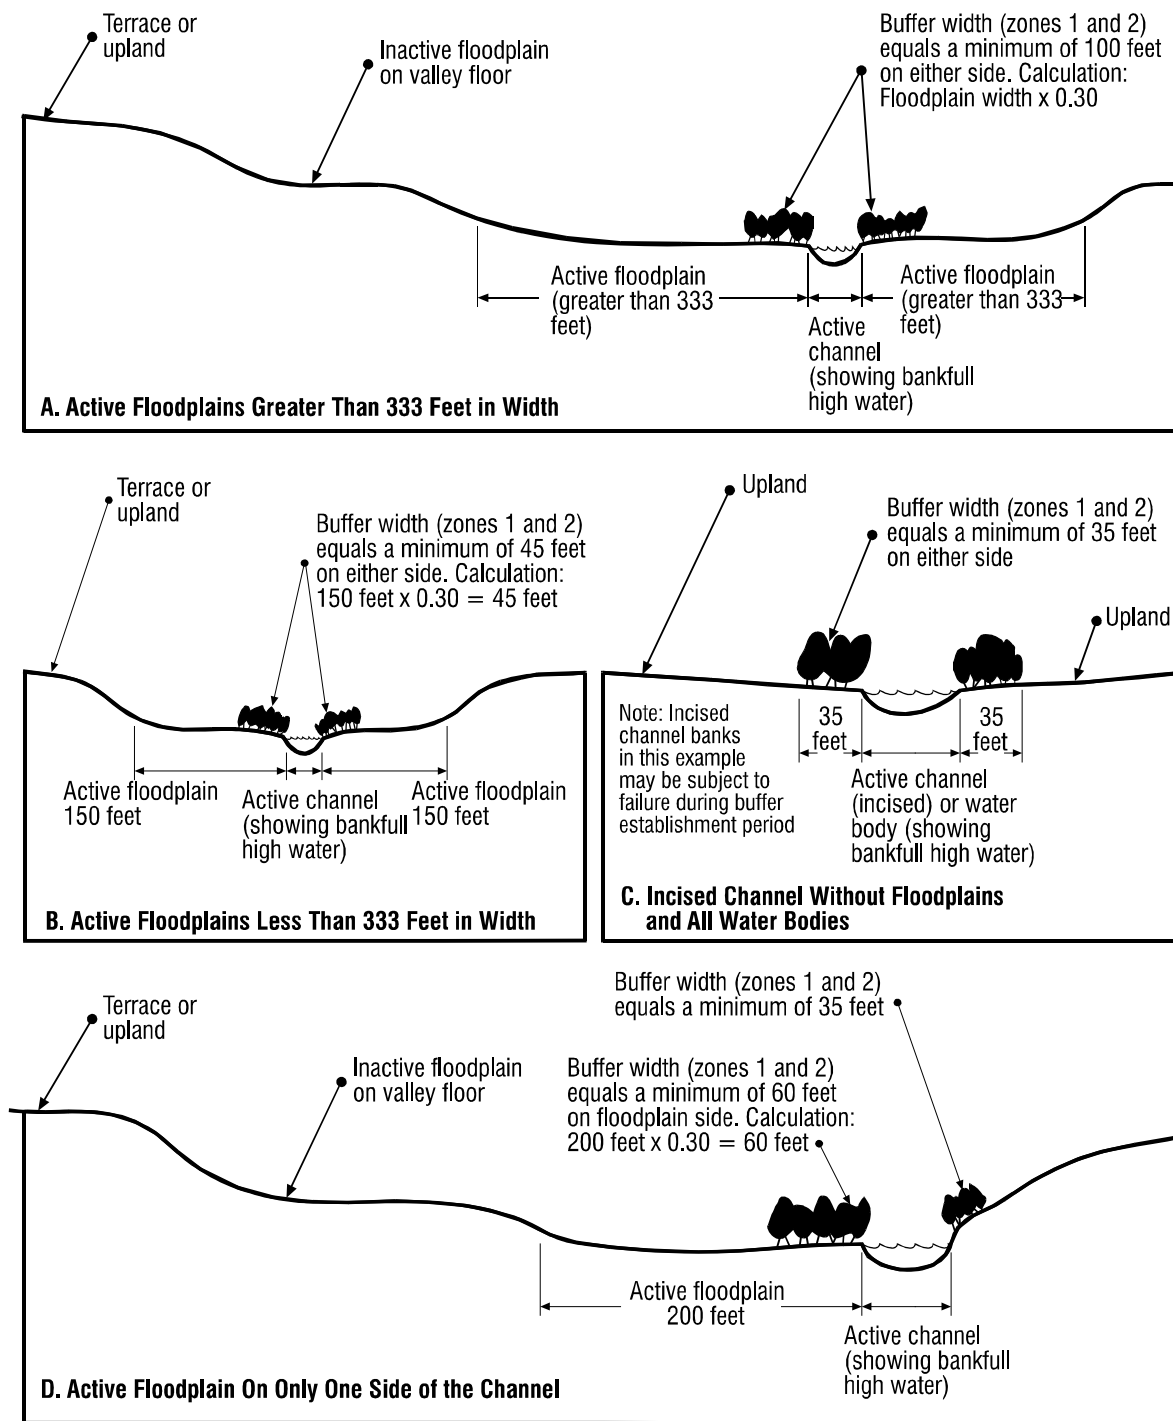 Terrace or
upland
Inactive floodplain
on valley floor
Buffer width (zones 1 and 2)
equals a minimum of 100 feet
on either side. Calculation:
Floodplain width x 0.30
Active floodplain
(greater than 333
feet)
Active
channel
(showing bankfull
high water)
Active floodplain
(greater than 333
feet)
A. Active Floodplains Greater Than 333 Feet in Width
Terrace or
upland
Buffer width (zones 1 and 2)
equals a minimum of 45 feet
on either side. Calculation:
150 feet x 0.30 = 45 feet
Active floodplain
150 feet
Active channel
(showing bankfull
high water)
Active floodplain
150 feet
B. Active Floodplains Less Than 333 Feet in Width
Upland
Buffer width (zones 1 and 2)
equals a minimum of 35 feet
on either side
Upland
Note: Incised
channel banks
in this example
may be subject to
failure during buffer
establishment period
35
feet
35
feet
Active channel
(incised) or water
body (showing
bankfull high water)
C. Incised Channel Without Floodplains
and All Water Bodies
Terrace or
upland
Inactive floodplain
on valley floor
Buffer width (zones 1 and 2)
equals a minimum of 60 feet
on floodplain side. Calculation:
200 feet x 0.30 = 60 feet
Buffer width (zones 1 and 2)
equals a minimum of 35 feet
Active floodplain
200 feet
Active channel
(showing bankfull
high water)
D. Active Floodplain On Only One Side of the Channel